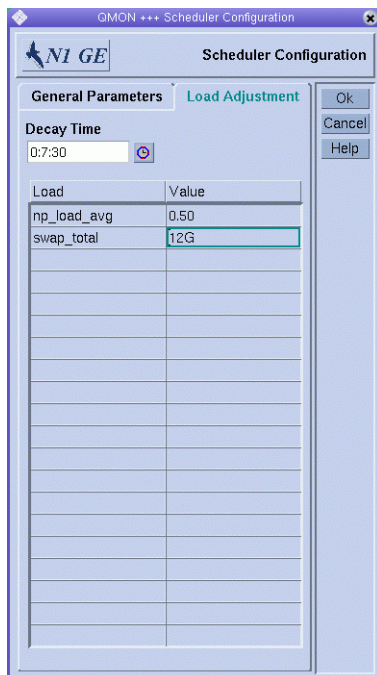 QMON +++ Scheduler Configuration
N1 GE
Scheduler Configuration
General Parameters Load Adjustment
Ok
Cancel
Help
Decay Time
0:7:30
Load Value
np_load_avg 0.50
swap_total 12G